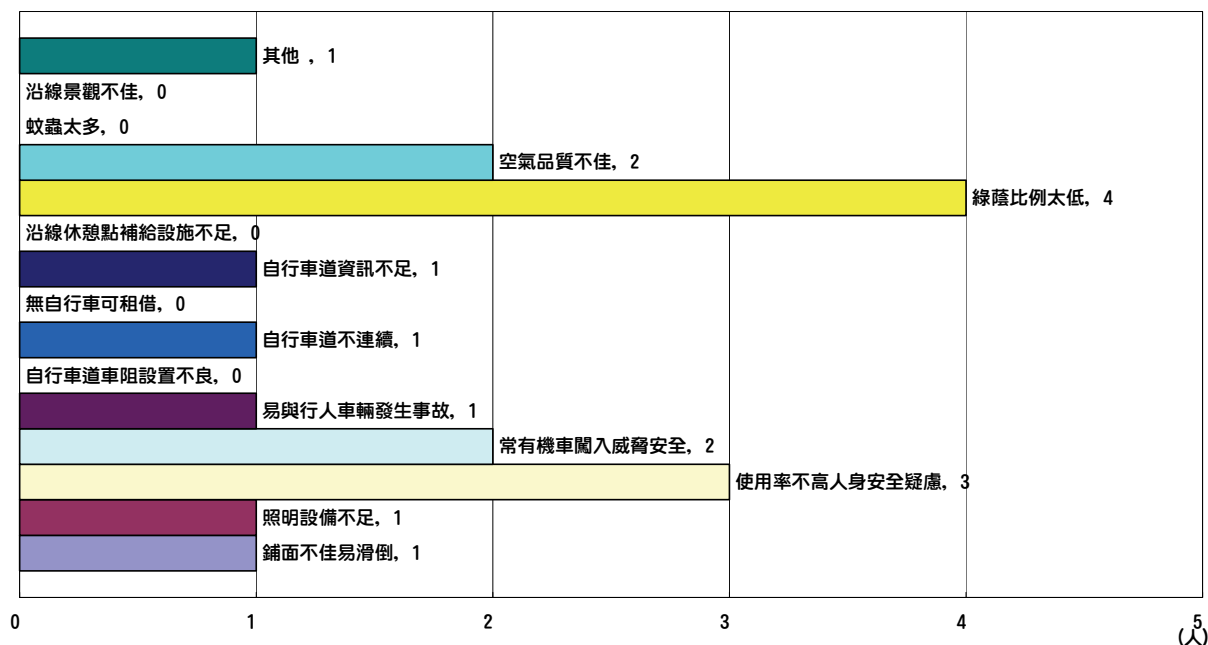 其他 , 1
沿線景觀不佳, 0
蚊蟲太多, 0
空氣品質不佳, 2
綠蔭比例太低, 4
沿線休憩點補給設施不足, 0
自行車道資訊不足, 1
無自行車可租借, 0
自行車道不連續, 1
自行車道車阻設置不良, 0
易與行人車輛發生事故, 1
常有機車闖入威脅安全, 2
使用率不高人身安全疑慮, 3
照明設備不足, 1
鋪面不佳易滑倒, 1
0 1 2 3 4 5
(人)